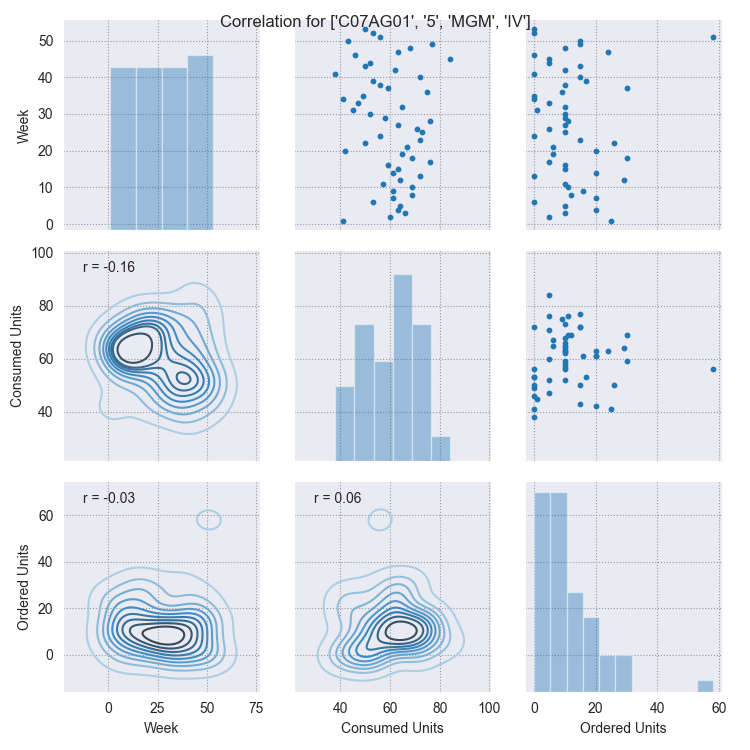 Correlation for ['C07AG01', '5', 'MGM', 'IV']
50
40
30
20
10
0
Week
r = -0.16
100
80
60
40
Consumed Units
r = -0.03
r = 0.06
60
40
20
0
Ordered Units
0 25 50 75
40 60 80 100
0 20 40 60
Week
Consumed Units
Ordered Units